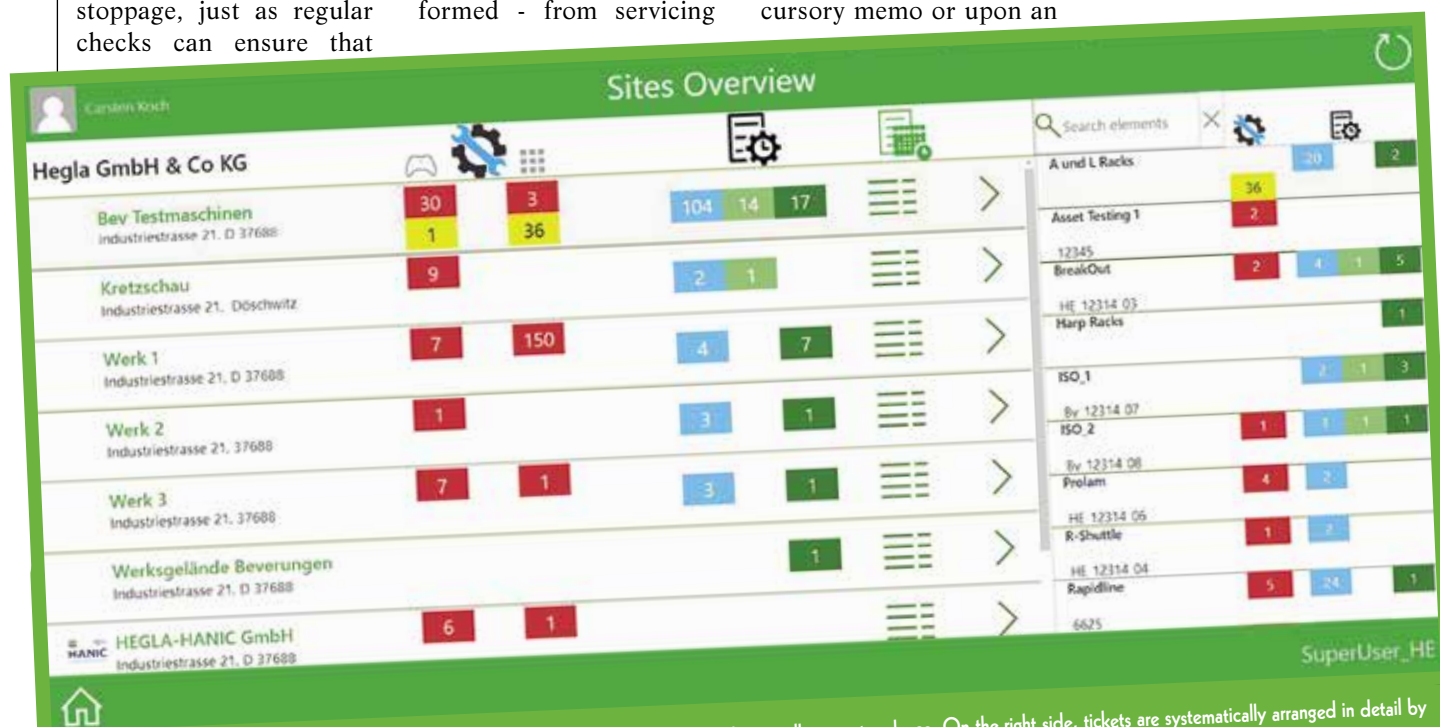 stoppage, just as regular
checks can ensure that
formed - from servicing
cursory memo or upon an
Sites Overview
Carsten Koch
Hegla GmbH & Co KG
Bev Testmaschinen
Industriestrasse 21. D 37688
30 3
1 36
104 14 17
Kretzschau
Industriestrasse 21. Döschwitz
9
2 1
Werk 1
Industriestrasse 21, D 37688
7 150
4 7
Werk 2
Industriestrasse 21, 37688
1
3 1
Werk 3
Industriestrasse 21, 37688
7 1
3 1
Werksgelände Beverungen
Industriestrasse 21. D 37688
1
HANIC
HEGLA-HANIC GmbH
Industriestrasse 21, D 37688
6 1
Search elements
A und L Racks
20 2
36
Asset Testing 1
2
12345
BreakOut
2 4 1 5
HE 12314 03
Harp Racks
1
ISO_1
2 1 3
Bv 12314 07
ISO_2
1 1 1
Bv 12314 08
Prolam
4 2
HE 12314 06
R-Shuttle
1 2
HE 12314 04
Rapidline
5 24 1
6625
SuperUser_HE
On the right side, tickets are systematically arranged in detail by